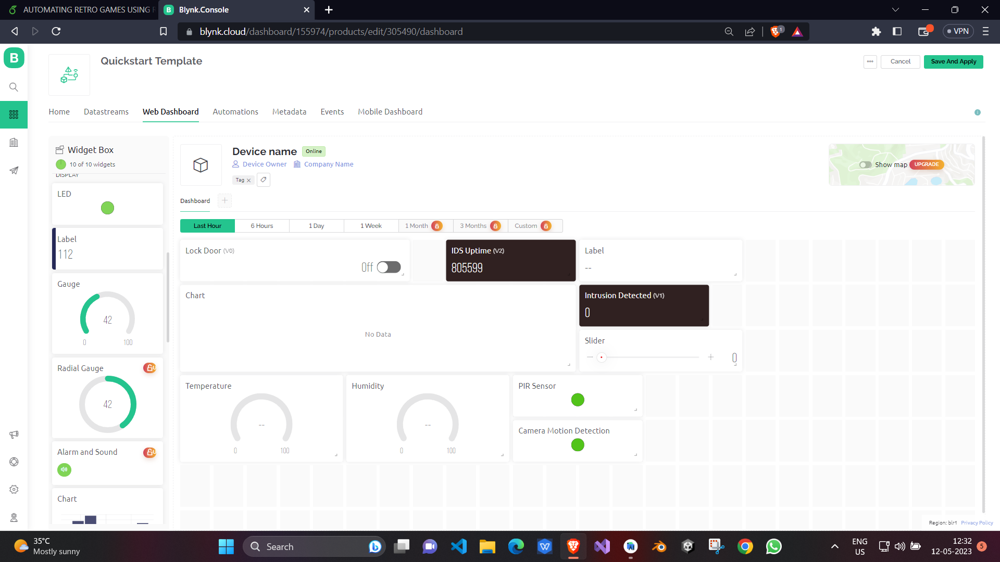 AUTOMATING RETRO GAMES USING
Blynk.Console
blynk.cloud/dashboard/155974/products/edit/305490/dashboard
1
VPN
B
Quickstart Template
Cancel
Save And Apply
Home
Datastreams
Web Dashboard
Automations
Metadata
Events
Mobile Dashboard
Widget Box
10 of 10 widgets
DISPLAY
LED
Label
112
Gauge
42
0
100
Radial Gauge
42
Alarm and Sound
Chart
Device name
Online
Device Owner
Company Name
Tag
Show map
UPGRADE
Dashboard
Last Hour
6 Hours
1 Day
1 Week
1 Month
3 Months
Custom
Lock Door (V0)
Off
IDS Uptime (V2)
805599
Label
--
Chart
No Data
Intrusion Detected (V1)
0
Slider
0
Temperature
--
0
100
Humidity
--
0
100
PIR Sensor
Camera Motion Detection
Region: blr1
Privacy Policy
35°C
Mostly sunny
Search
ENG
US
12:32
12-05-2023
5